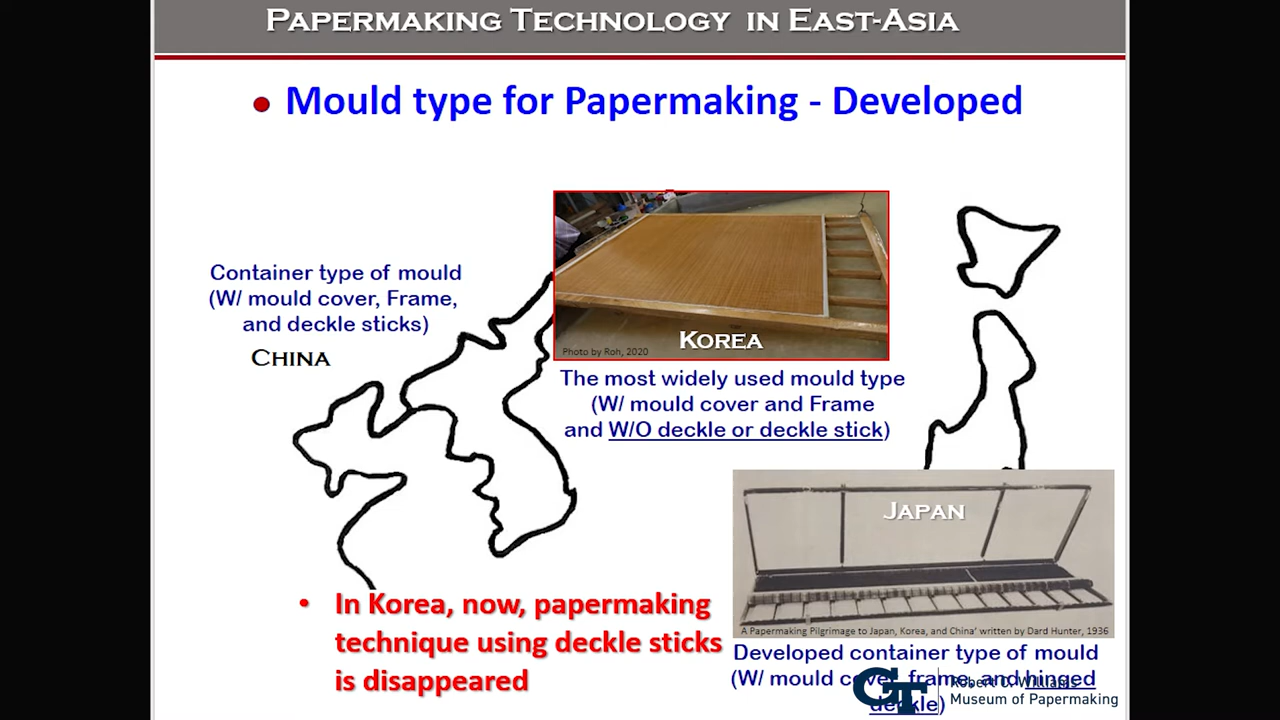 PAPERMAKING TECHNOLOGY IN EAST-ASIA
• Mould type for Papermaking - Developed
Container type of mould
(W/ mould cover, Frame,
and deckle sticks)
CHINA
KOREA
Photo by Roh, 2020
The most widely used mould type
(W/ mould cover and Frame
and W/O deckle or deckle stick)
JAPAN
A Papermaking Pilgrimage to Japan, Korea, and China' written by Dard Hunter, 1936
• In Korea, now, papermaking
technique using deckle sticks
is disappeared
Developed container type of mould
(W/ mould cover, frame, and hinged
deckle)
GT
Robert C. Williams
Museum of Papermaking